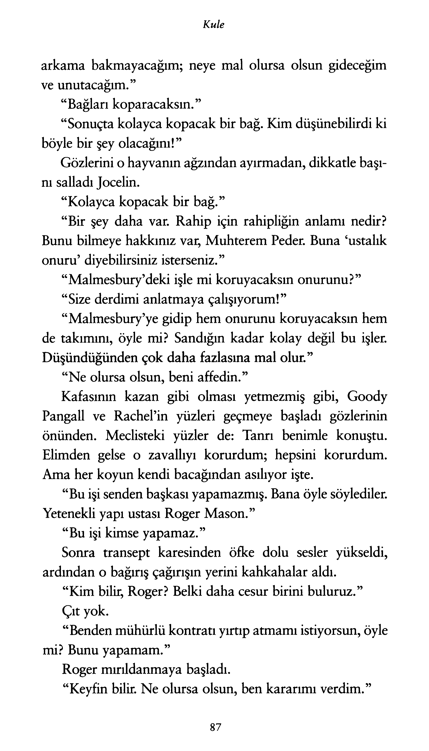 Kule
arkama bakmayacağım; neye mal olursa olsun gideceğim
ve unutacağım.”
“Bağları koparacaksın.”
“Sonuçta kolayca kopacak bir bağ. Kim düşünebilirdi ki
böyle bir şey olacağını!”
Gözlerini o hayvanın ağzından ayırmadan, dikkatle başı-
nı salladı Jocelin.
“Kolayca kopacak bir bağ.”
“Bir şey daha var. Rahip için rahipliğin anlamı nedir?
Bunu bilmeye hakkınız var, Muhterem Peder. Buna ‘ustalık
onuru’ diyebilirsiniz isterseniz.”
“Malmesbury’deki işle mi koruyacaksın onurunu?”
“Size derdimi anlatmaya çalışıyorum!”
“Malmesbury’ye gidip hem onurunu koruyacaksın hem
de takımını, öyle mi? Sandığın kadar kolay değil bu işler.
Düşündüğünden çok daha fazlasına mal olur.”
“Ne olursa olsun, beni affedin.”
Kafasının kazan gibi olması yetmezmiş gibi, Goody
Pangall ve Rachel’in yüzleri geçmeye başladı gözlerinin
önünden. Meclisteki yüzler de: Tanrı benimle konuştu.
Elimden gelse o zavallıyı korurdum; hepsini korurdum.
Ama her koyun kendi bacağından asılıyor işte.
“Bu işi senden başkası yapamazmış. Bana öyle söylediler.
Yetenekli yapı ustası Roger Mason.”
“Bu işi kimse yapamaz.”
Sonra transept karesinden öfke dolu sesler yükseldi,
ardından o bağırış çağırışın yerini kahkahalar aldı.
“Kim bilir, Roger? Belki daha cesur birini buluruz.”
Çıt yok.
“Benden mühürlü kontratı yırtıp atmamı istiyorsun, öyle
mi? Bunu yapamam.”
Roger mırıldanmaya başladı.
“Keyfin bilir. Ne olursa olsun, ben kararımı verdim.”
87